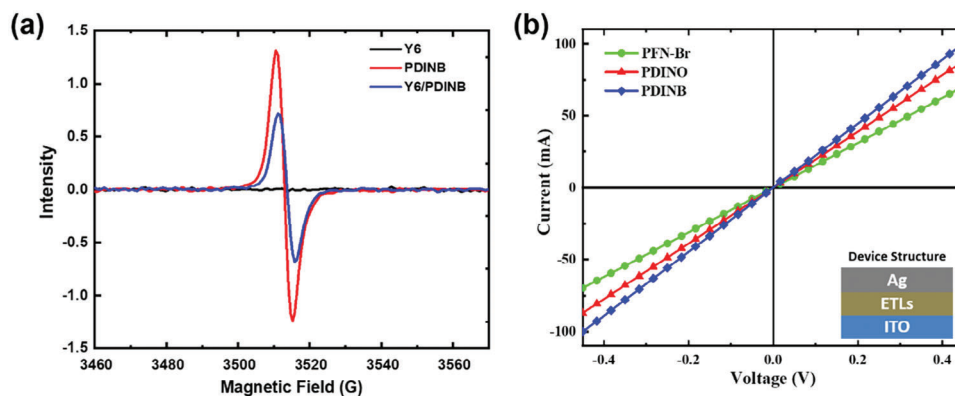 (a)
Y6
PDINB
Y6/PDINB
1.5
1.0
0.5
0.0
-0.5
-1.0
-1.5
Intensity
3460 3480 3500 3520 3540 3560
Magnetic Field (G)
(b)
PFN-Br
PDINO
PDINB
100
50
0
-50
-100
Current (mA)
Device Structure
Ag
ETLs
ITO
-0.4 -0.2 0.0 0.2 0.4
Voltage (V)